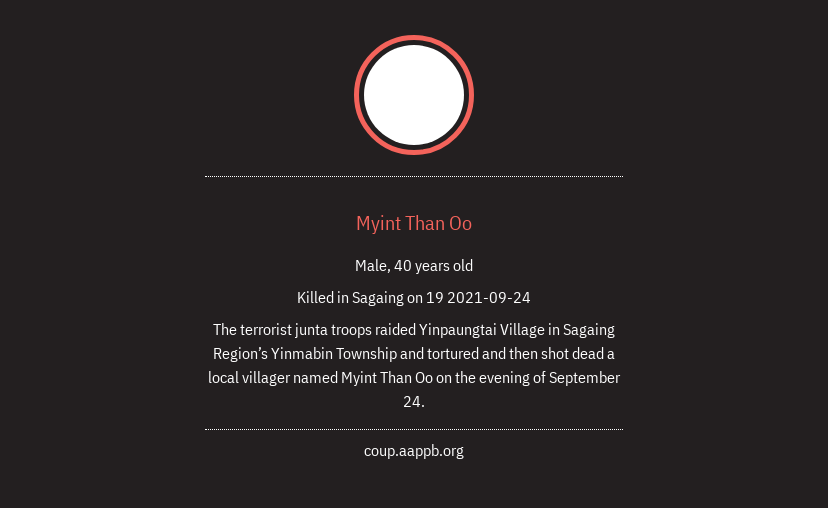 Myint Than Oo
Male, 40 years old
Killed in Sagaing on 19 2021-09-24
The terrorist junta troops raided Yinpaungtai Village in Sagaing
Region’s Yinmabin Township and tortured and then shot dead a
local villager named Myint Than Oo on the evening of September
24.
coup.aappb.org